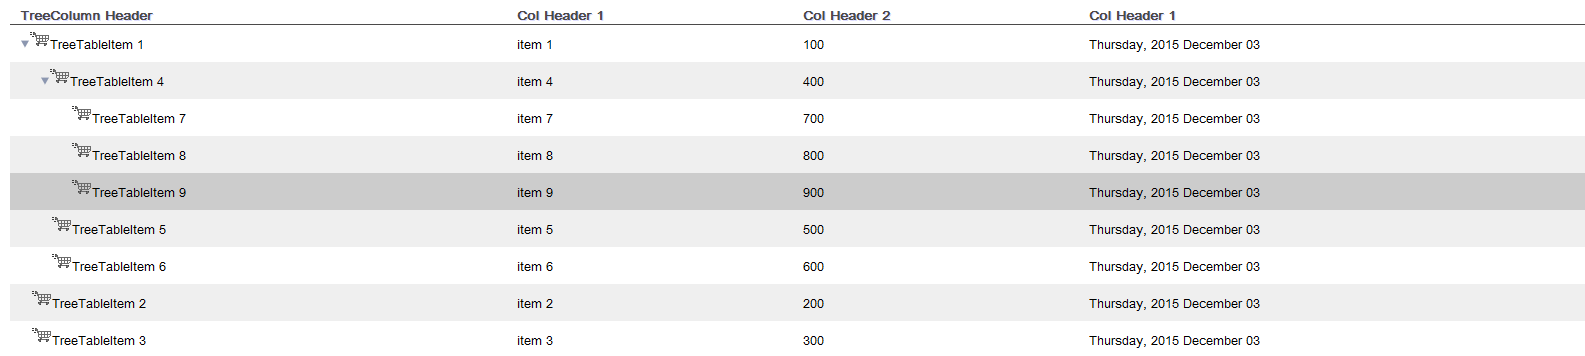 TreeColumn Header Col Header 1 Col Header 2 Col Header 1
TreeTableItem 1 item 1 100 Thursday, 2015 December 03
TreeTableItem 4 item 4 400 Thursday, 2015 December 03
TreeTableItem 7 item 7 700 Thursday, 2015 December 03
TreeTableItem 8 item 8 800 Thursday, 2015 December 03
TreeTableItem 9 item 9 900 Thursday, 2015 December 03
TreeTableItem 5 item 5 500 Thursday, 2015 December 03
TreeTableItem 6 item 6 600 Thursday, 2015 December 03
TreeTableItem 2 item 2 200 Thursday, 2015 December 03
TreeTableItem 3 item 3 300 Thursday, 2015 December 03